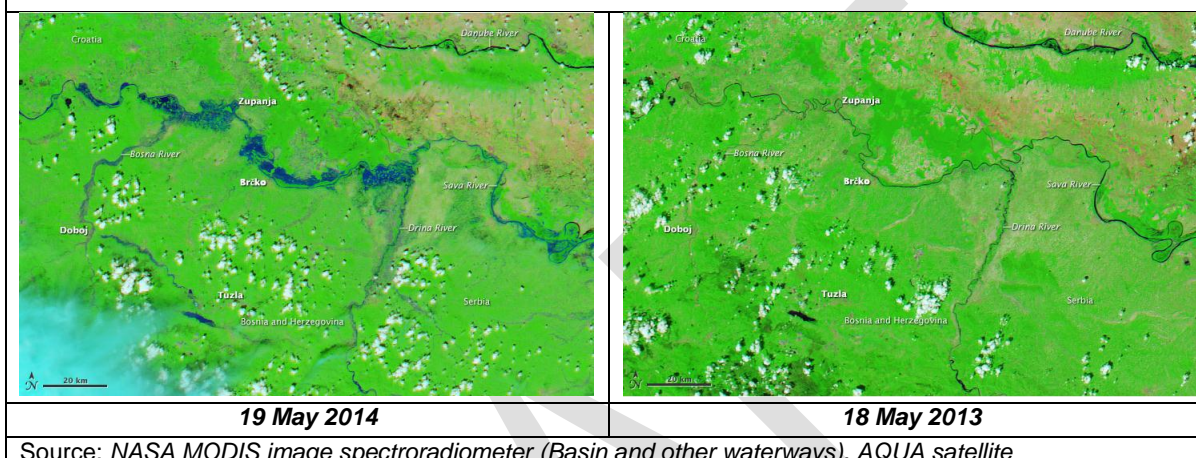 Croatia
Danube River
Zupanja
Bosna River
Brčko
Sava River
Doboj
Drina River
Tuzla
Serbia
Bosnia and Herzegovina
N
20 km
Croatia
Danube River
Zupanja
Bosna River
Brčko
Sava River
Doboj
Drina River
Tuzla
Serbia
Bosnia and Herzegovina
N
20 km
19 May 2014
18 May 2013
Source: NASA MODIS image spectroradiometer (Basin and other waterways), AQUA satellite